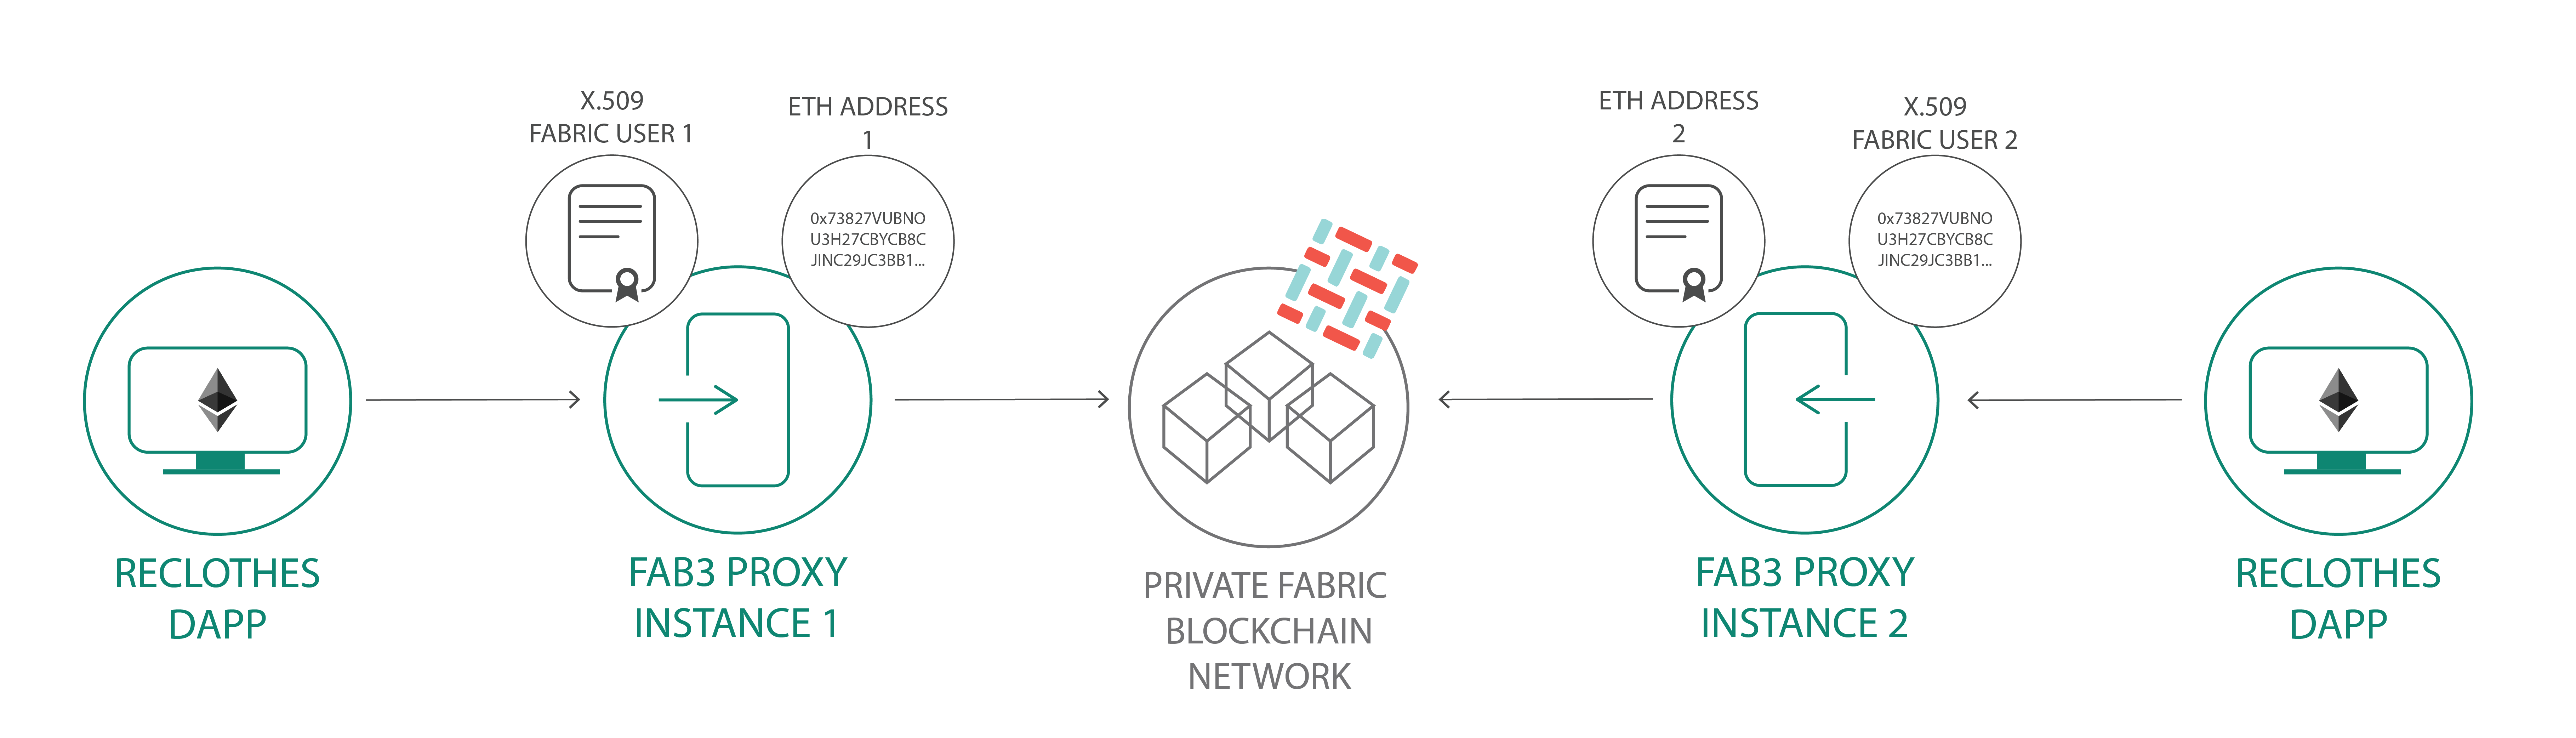 X.509
FABRIC USER 1
ETH ADDRESS
1
0x73827VUBNO
U3H27CBYCB8C
JINC29JC3BB1...
ETH ADDRESS
2
X.509
FABRIC USER 2
0x73827VUBNO
U3H27CBYCB8C
JINC29JC3BB1...
RECLOTHES
DAPP
FAB3 PROXY
INSTANCE 1
PRIVATE FABRIC
BLOCKCHAIN
NETWORK
FAB3 PROXY
INSTANCE 2
RECLOTHES
DAPP